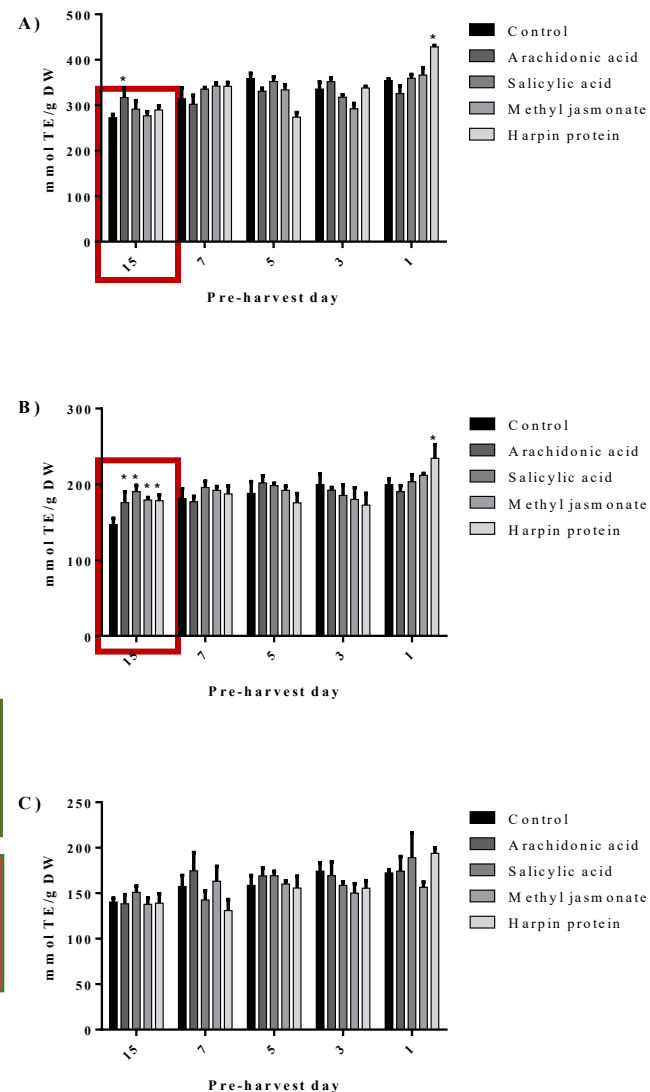 A)
mmol TE/g DW
500
400
300
200
100
0
*
*
15
7
5
3
1
Pre-harvest day
Control
Arachidonic acid
Salicylic acid
Methyl jasmonate
Harpin protein
B)
mmol TE/g DW
300
200
100
0
* * * *
*
15
7
5
3
1
Pre-harvest day
Control
Arachidonic acid
Salicylic acid
Methyl jasmonate
Harpin protein
C)
mmol TE/g DW
250
200
150
100
50
0
15
7
5
3
1
Pre-harvest day
Control
Arachidonic acid
Salicylic acid
Methyl jasmonate
Harpin protein